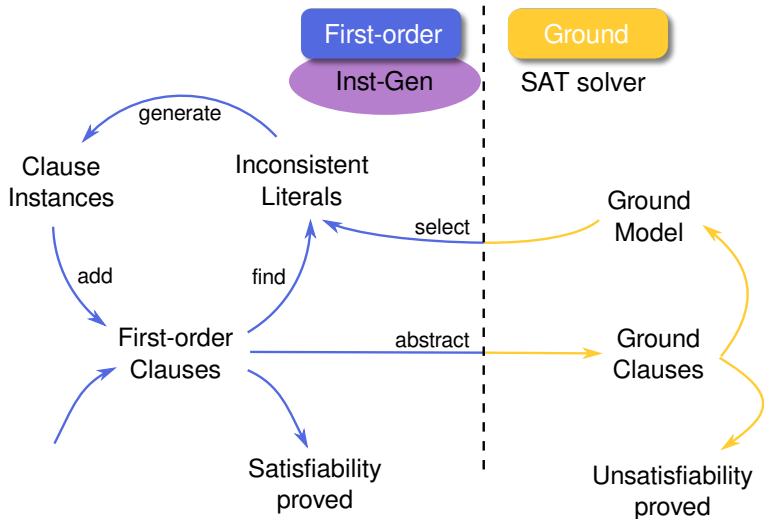 First-order
Ground
Inst-Gen
SAT solver
generate
Clause
Instances
Inconsistent
Literals
select
Ground
Model
add
find
First-order
Clauses
abstract
Ground
Clauses
Satisfiability
proved
Unsatisfiability
proved